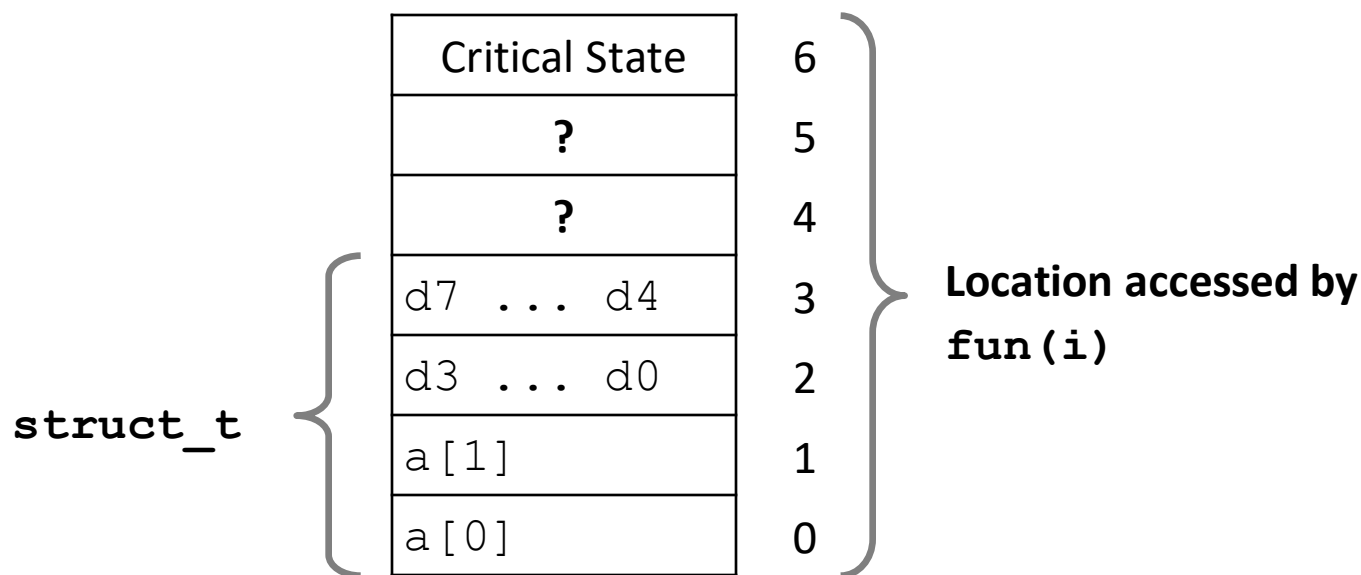 Critical State 6
? 5
? 4
d7 ... d4 3
d3 ... d0 2
a[1] 1
a[0] 0
struct_t
Location accessed by
fun(i)